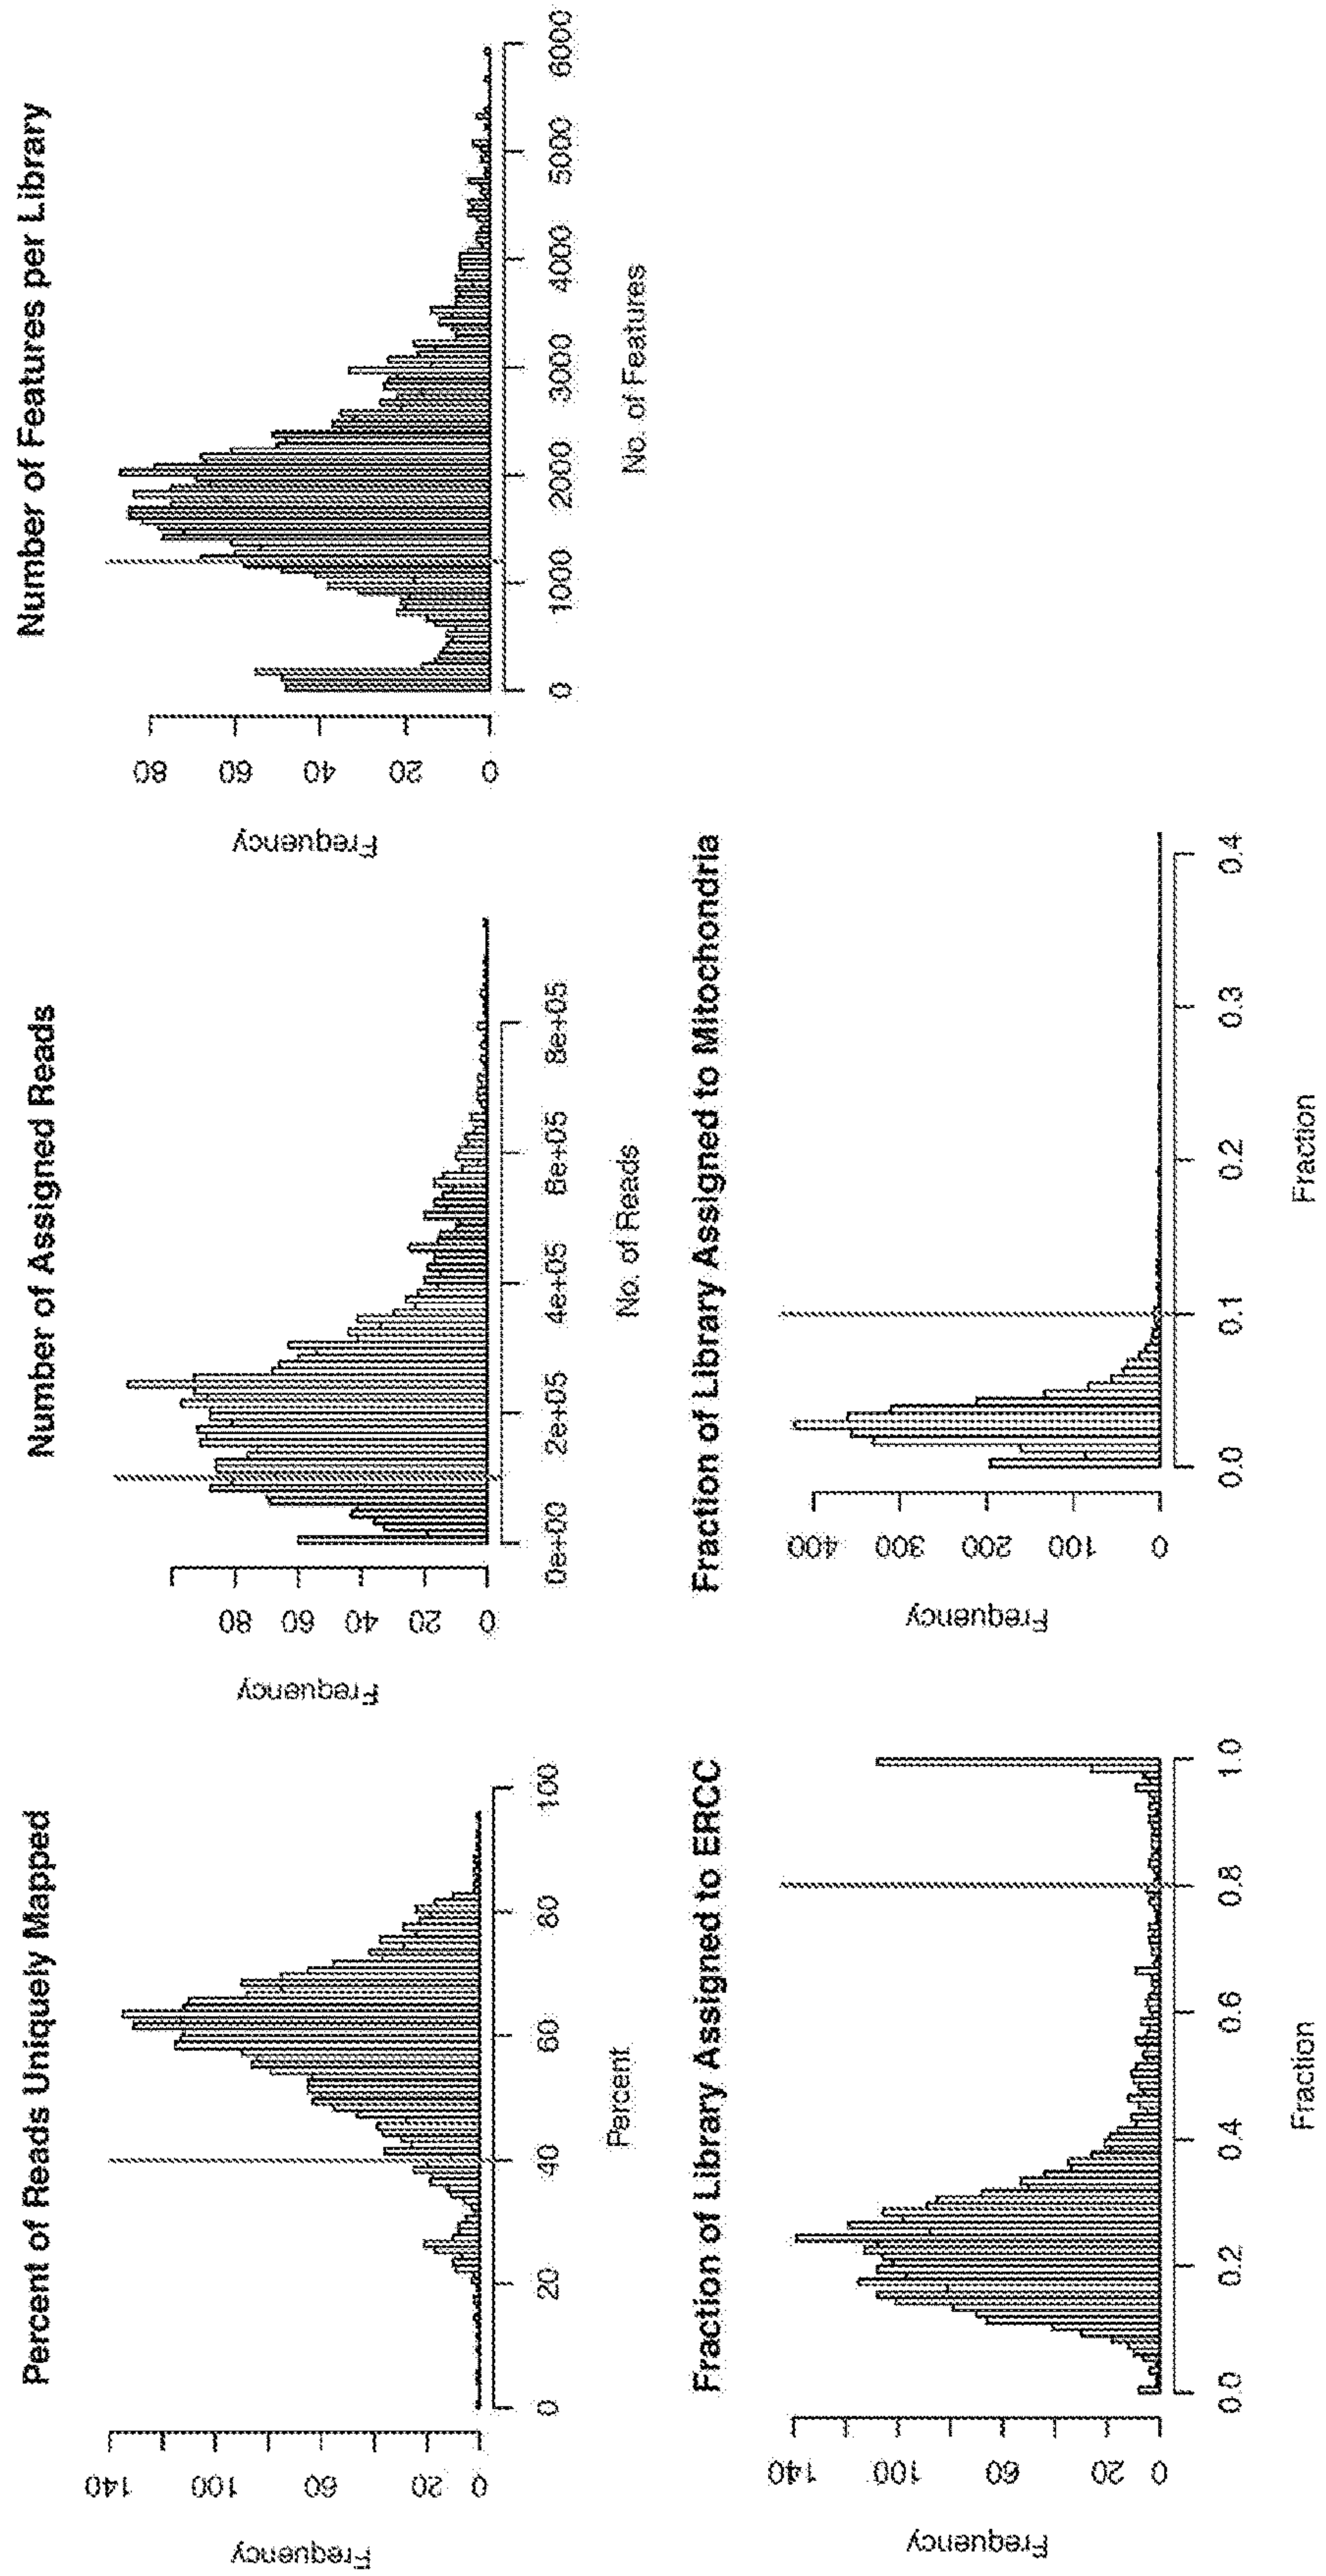 Percent of Reads Uniquely Mapped
Frequency
0 20 60 100 140
0 20 40 60 80 100
Percent
Number of Assigned Reads
Frequency
0 20 40 60 80
0e+00 2e+05 4e+05 6e+05 8e+05
No. of Reads
Number of Features per Library
Frequency
0 20 40 60 80
0 1000 2000 3000 4000 5000 6000
No. of Features
Fraction of Library Assigned to ERCC
Frequency
0 20 60 100 140
0.0 0.2 0.4 0.6 0.8 1.0
Fraction
Fraction of Library Assigned to Mitochondria
Frequency
0 100 200 300 400
0.0 0.1 0.2 0.3 0.4
Fraction